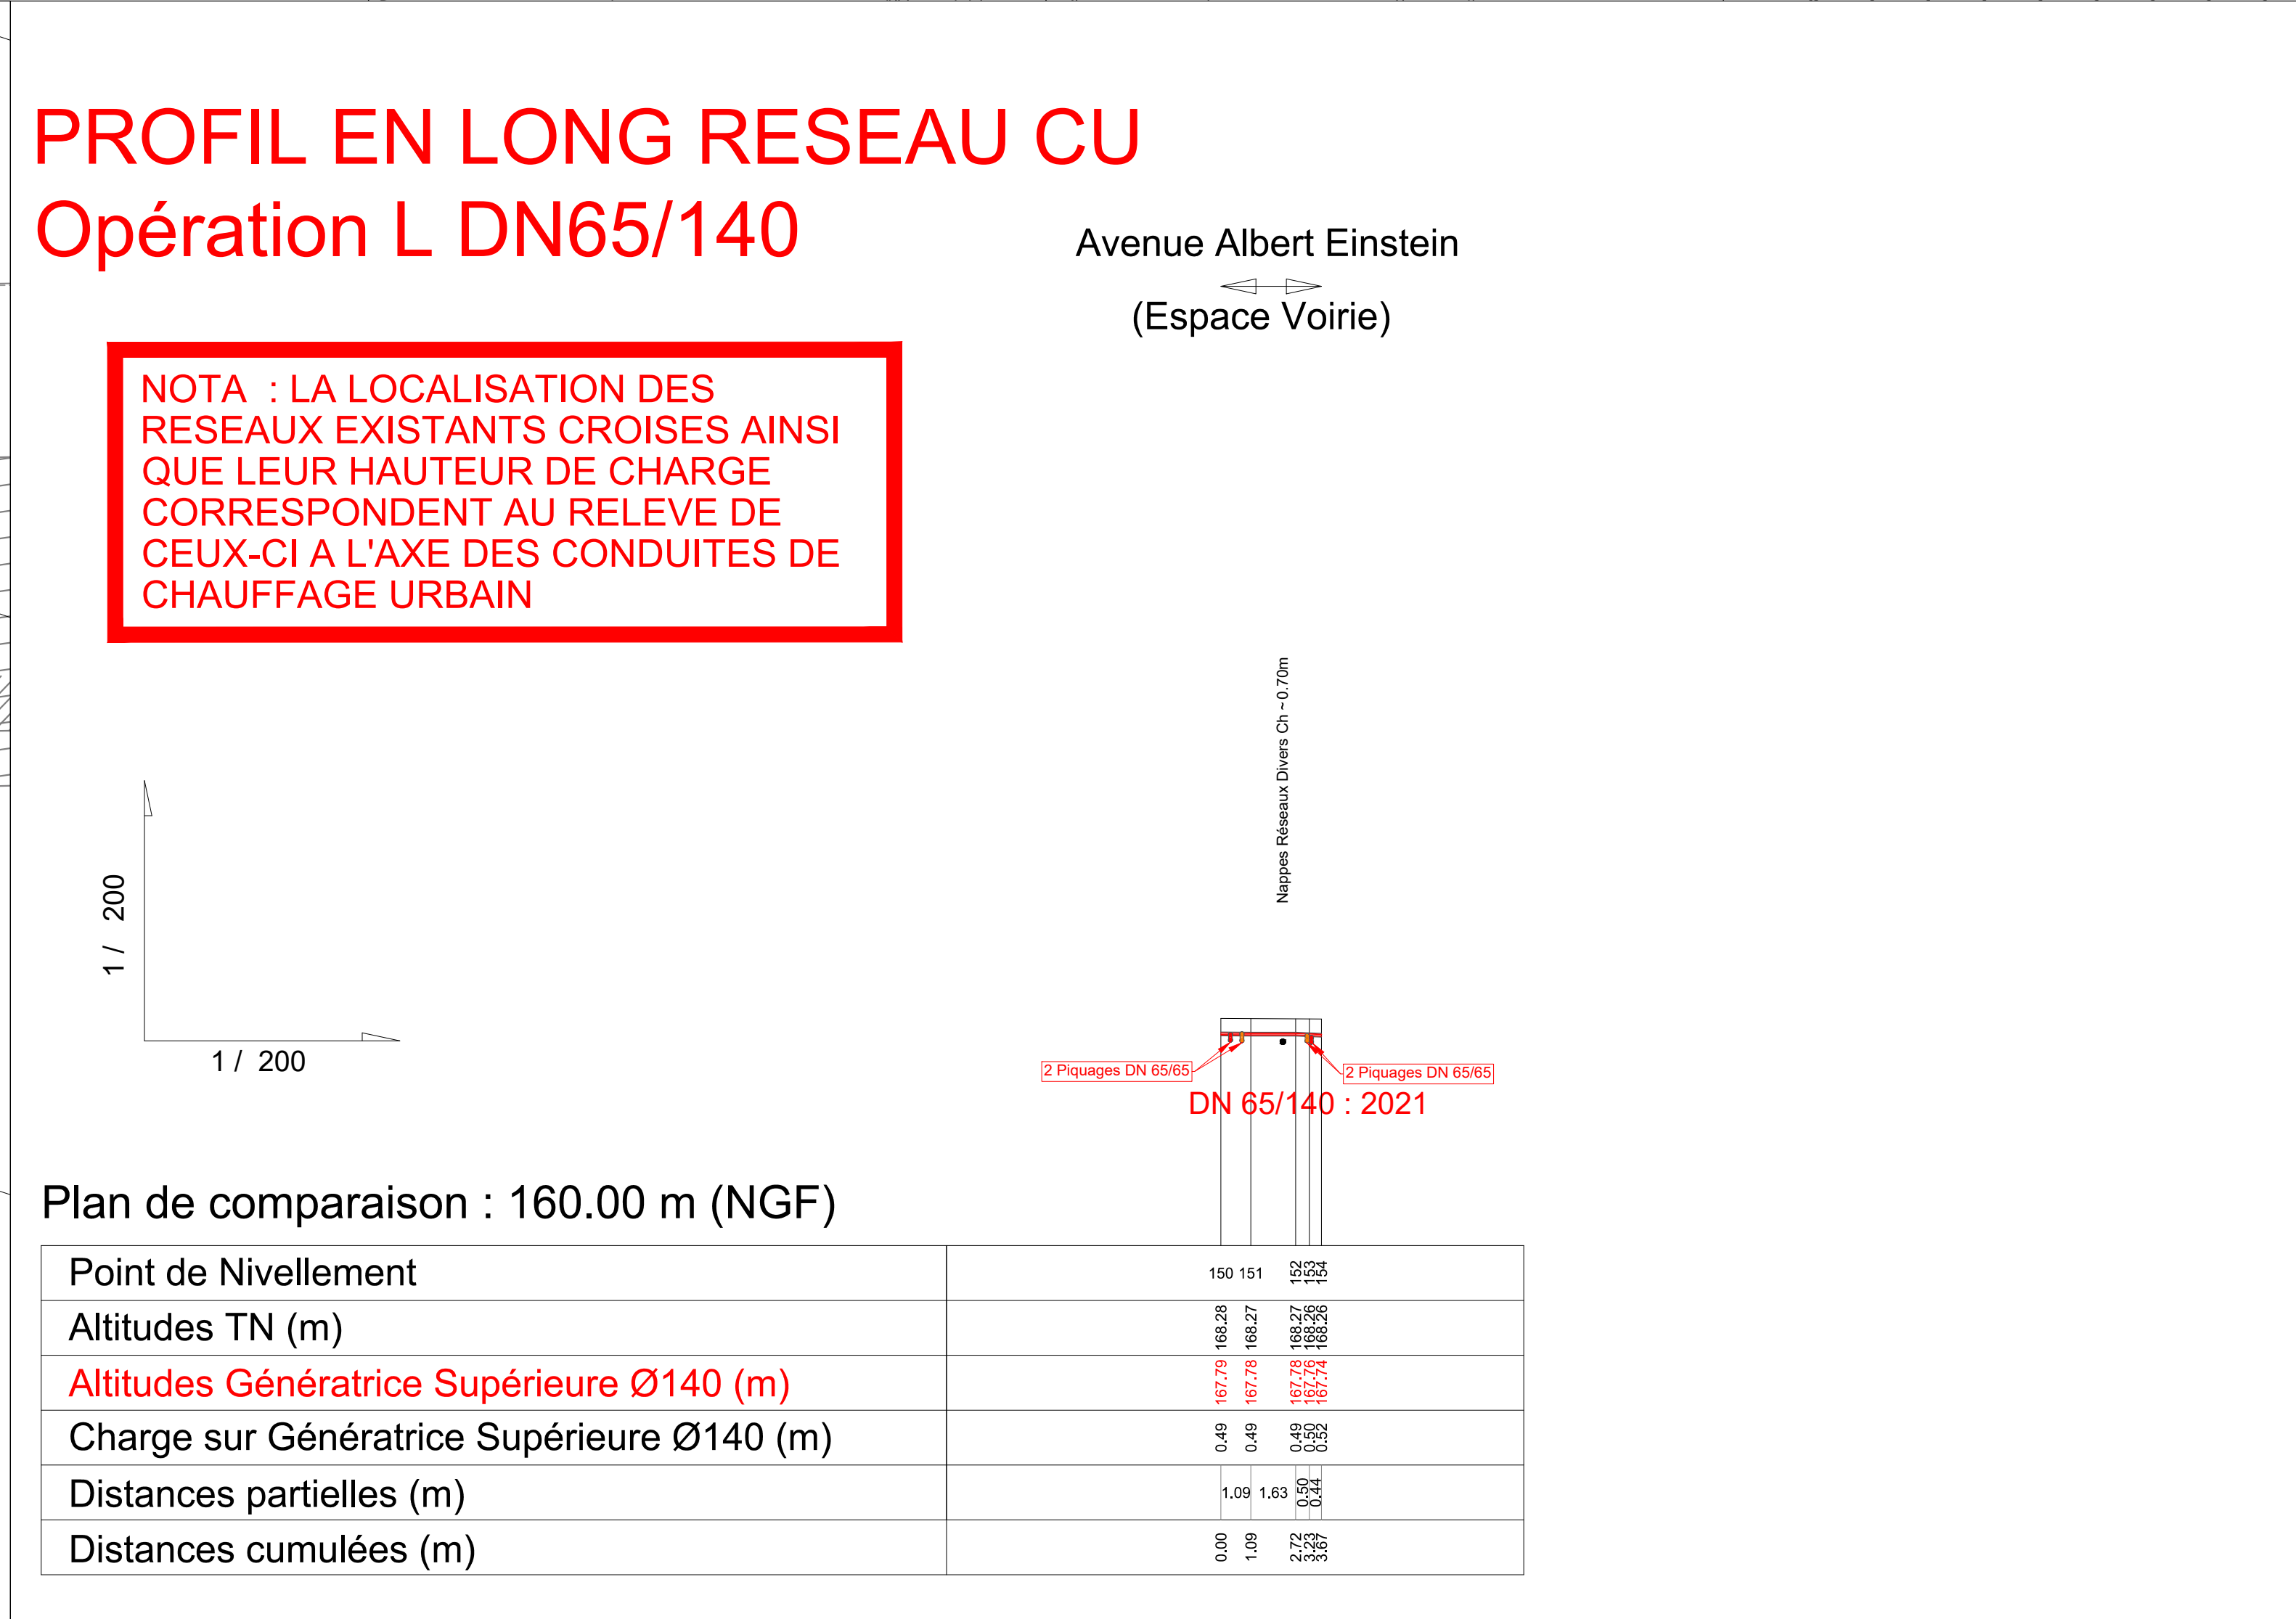 PROFIL EN LONG RESEAU CU
Opération L DN65/140
Avenue Albert Einstein
(Espace Voirie)
NOTA : LA LOCALISATION DES
RESEAUX EXISTANTS CROISES AINSI
QUE LEUR HAUTEUR DE CHARGE
CORRESPONDENT AU RELEVE DE
CEUX-CI A L'AXE DES CONDUITES DE
CHAUFFAGE URBAIN
Nappes Réseaux Divers Ch ~ 0.70m
1 / 200
1 / 200
2 Piquages DN 65/65
2 Piquages DN 65/65
DN 65/140 : 2021
Plan de comparaison : 160.00 m (NGF)
Point de Nivellement 150 151 152 153 154
Altitudes TN (m) 168.28 168.27 168.27 168.26 168.26
Altitudes Génératrice Supérieure Ø140 (m) 167.79 167.78 167.78 167.76 167.74
Charge sur Génératrice Supérieure Ø140 (m) 0.49 0.49 0.49 0.50 0.52
Distances partielles (m) 1.09 1.63 0.50 0.44
Distances cumulées (m) 0.00 1.09 2.72 3.23 3.67